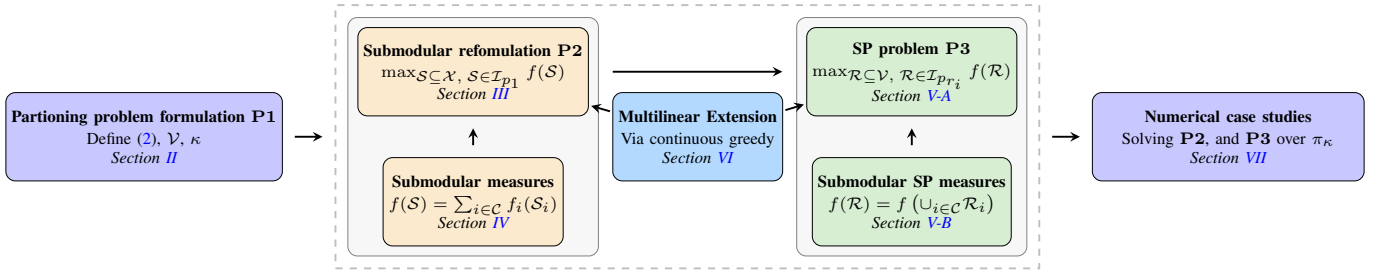 Partioning problem formulation P1
Define (2), 𝒱, κ
Section II
Submodular refomulation P2
max_{𝒮⊆𝒳, 𝒮∈ℐ_{p_1}} f(𝒮)
Section III
Submodular measures
f(𝒮) = ∑_{i∈𝒞} f_i(𝒮_i)
Section IV
Multilinear Extension
Via continuous greedy
Section VI
SP problem P3
max_{ℛ⊆𝒱, ℛ∈ℐ_{p_{r_i}}} f(ℛ)
Section V-A
Submodular SP measures
f(ℛ) = f (∪_{i∈𝒞} ℛ_i)
Section V-B
Numerical case studies
Solving P2, and P3 over π_κ
Section VII